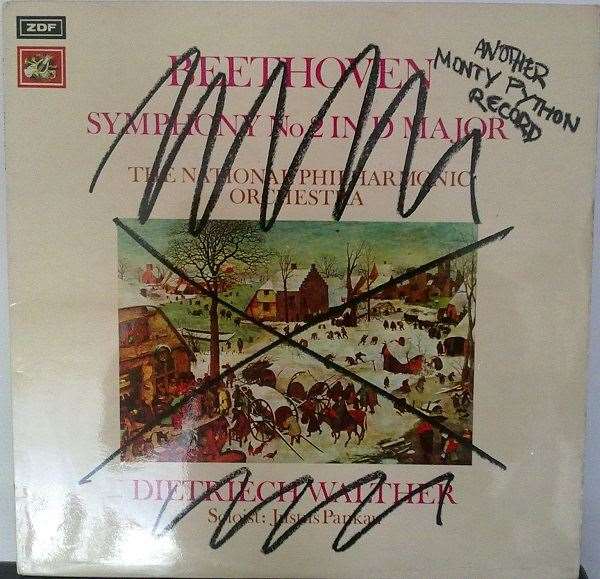 ZDF
ANOTHER
MONTY PYTHON
RECORD
BEETHOVEN
SYMPHONY No 2 IN D MAJOR
THE NATIONAL PHILHARMONIC
ORCHESTRA
DIETRIECH WALTHER
Soloist: Justus Pankau